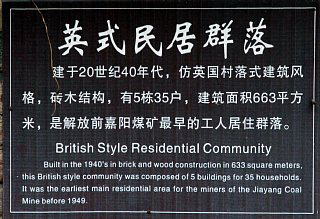 英式民居群落
建于20世纪40年代，仿英国村落式建筑风
格，砖木结构，有5栋35户，建筑面积663平方
米，是解放前嘉阳煤矿最早的工人居住群落。
British Style Residential Community
Built in the 1940's in brick and wood construction in 633 square meters,
this British style community was composed of 5 buildings for 35 households.
It was the earliest main residential area for the miners of the Jiayang Coal
Mine before 1949.